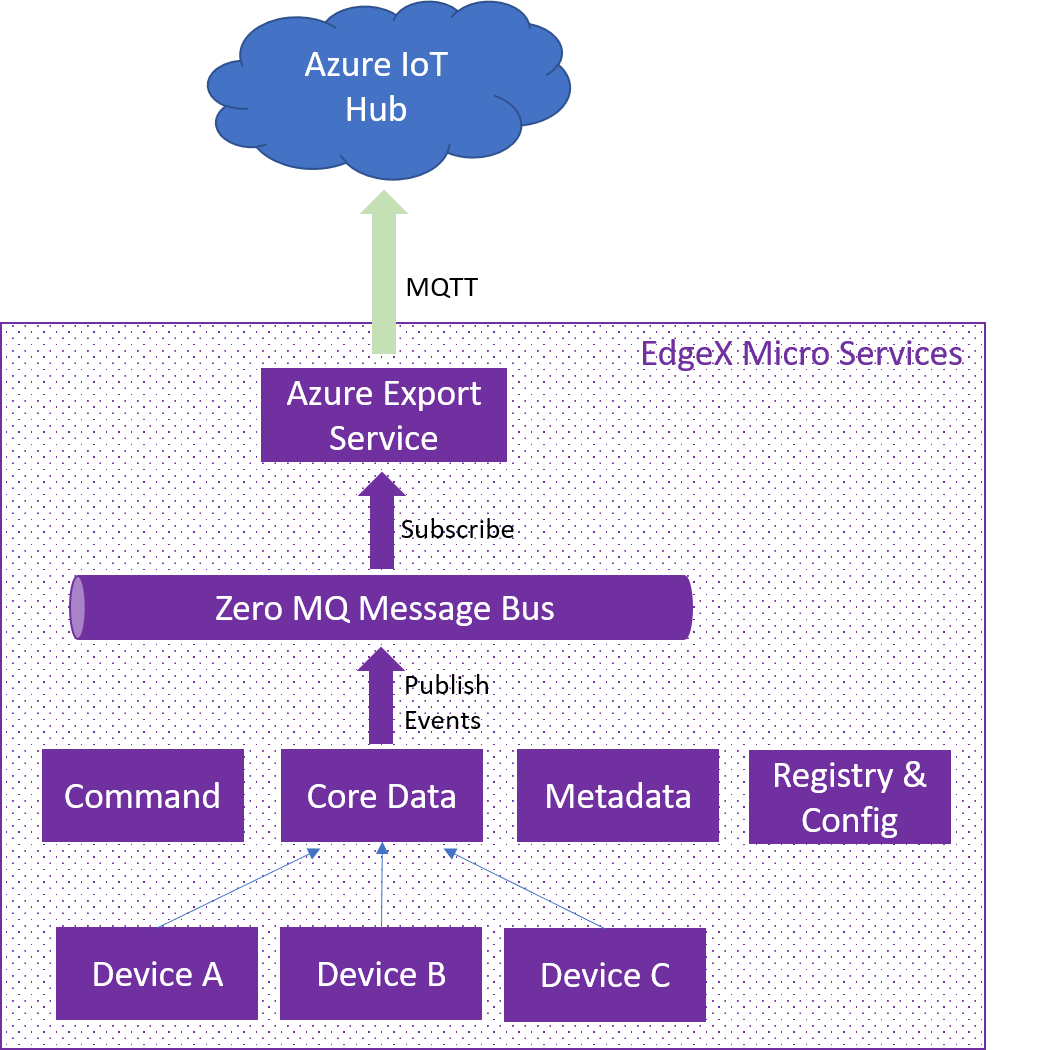 Azure IoT
Hub
MQTT
EdgeX Micro Services
Azure Export
Service
Subscribe
Zero MQ Message Bus
Publish
Events
Command
Core Data
Metadata
Registry &
Config
Device A
Device B
Device C